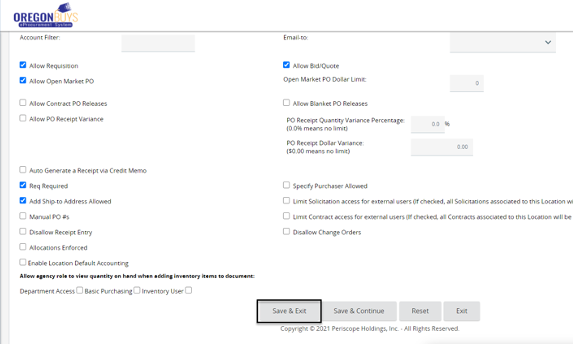 OREGONBUYS
eProcurement System
Account Filter: Email-to:
Allow Requisition Allow Bid/Quote
Allow Open Market PO Open Market PO Dollar Limit: 0
Allow Contract PO Releases Allow Blanket PO Releases
Allow PO Receipt Variance PO Receipt Quantity Variance Percentage: 0.0 %
(0.0% means no limit)
PO Receipt Dollar Variance: 0.00
($0.00 means no limit)
Auto Generate a Receipt via Credit Memo
Req Required Specify Purchaser Allowed
Add Ship-to Address Allowed Limit Solicitation access for external users (If checked, all Solicitations associated to this Location wi
Manual PO #s Limit Contract access for external users (If checked, all Contracts associated to this Location will be
Disallow Receipt Entry Disallow Change Orders
Allocations Enforced
Enable Location Default Accounting
Allow agency role to view quantity on hand when adding inventory items to document:
Department Access Basic Purchasing Inventory User
Save & Exit Save & Continue Reset Exit
Copyright © 2021 Periscope Holdings, Inc. - All Rights Reserved.